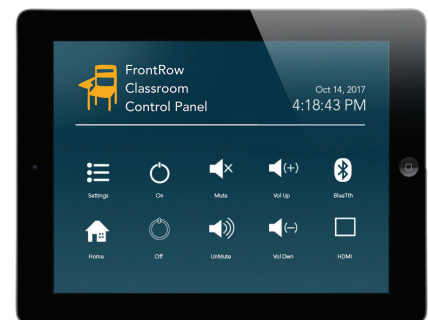 FrontRow
Classroom
Control Panel
Oct 14, 2017
4:18:43 PM
Settings
On
Mute
Vol Up
BlueTth
Home
Off
UnMute
Vol Dwn
HDMI